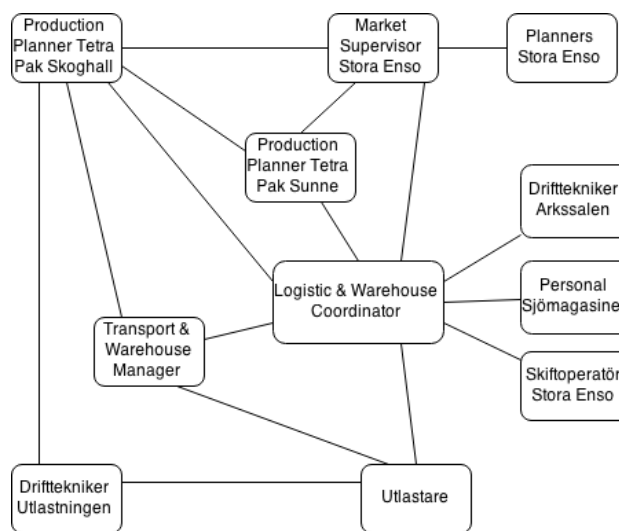 Production
Planner Tetra
Pak Skoghall
Market
Supervisor
Stora Enso
Planners
Stora Enso
Production
Planner Tetra
Pak Sunne
Drifttekniker
Arkssalen
Logistic & Warehouse
Coordinator
Personal
Sjömagasine
Transport &
Warehouse
Manager
Skiftoperatör
Stora Enso
Drifttekniker
Utlastningen
Utlastare